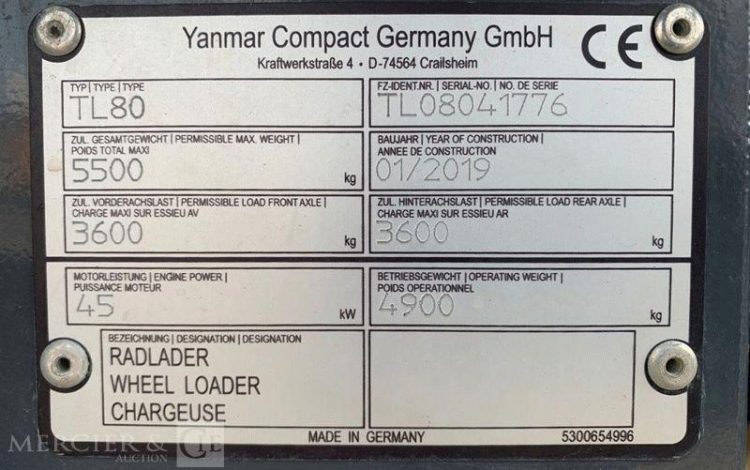 Yanmar Compact Germany GmbH
Kraftwerkstraße 4 • D-74564 Crailsheim
CE
TYP | TYPE | TYPE
TL80
FZ-IDENT.NR. | SERIAL-NO. | NO. DE SERIE
TL08041776
ZUL. GESAMTGEWICHT | PERMISSIBLE MAX. WEIGHT |
POIDS TOTAL MAXI
5500 kg
BAUJAHR | YEAR OF CONSTRUCTION |
ANNEE DE CONSTRUCTION
01/2019
ZUL. VORDERACHSLAST | PERMISSIBLE LOAD FRONT AXLE |
CHARGE MAXI SUR ESSIEU AV
3600 kg
ZUL. HINTERACHSLAST | PERMISSIBLE LOAD REAR AXLE |
CHARGE MAXI SUR ESSIEU AR
3600 kg
MOTORLEISTUNG | ENGINE POWER |
PUISSANCE MOTEUR
45 kW
BETRIEBSGEWICHT | OPERATING WEIGHT |
POIDS OPERATIONNEL
4900 kg
BEZEICHNUNG | DESIGNATION | DESIGNATION
RADLADER
WHEEL LOADER
CHARGEUSE
MADE IN GERMANY
5300654996
MERCIER & CIE
AUCTION